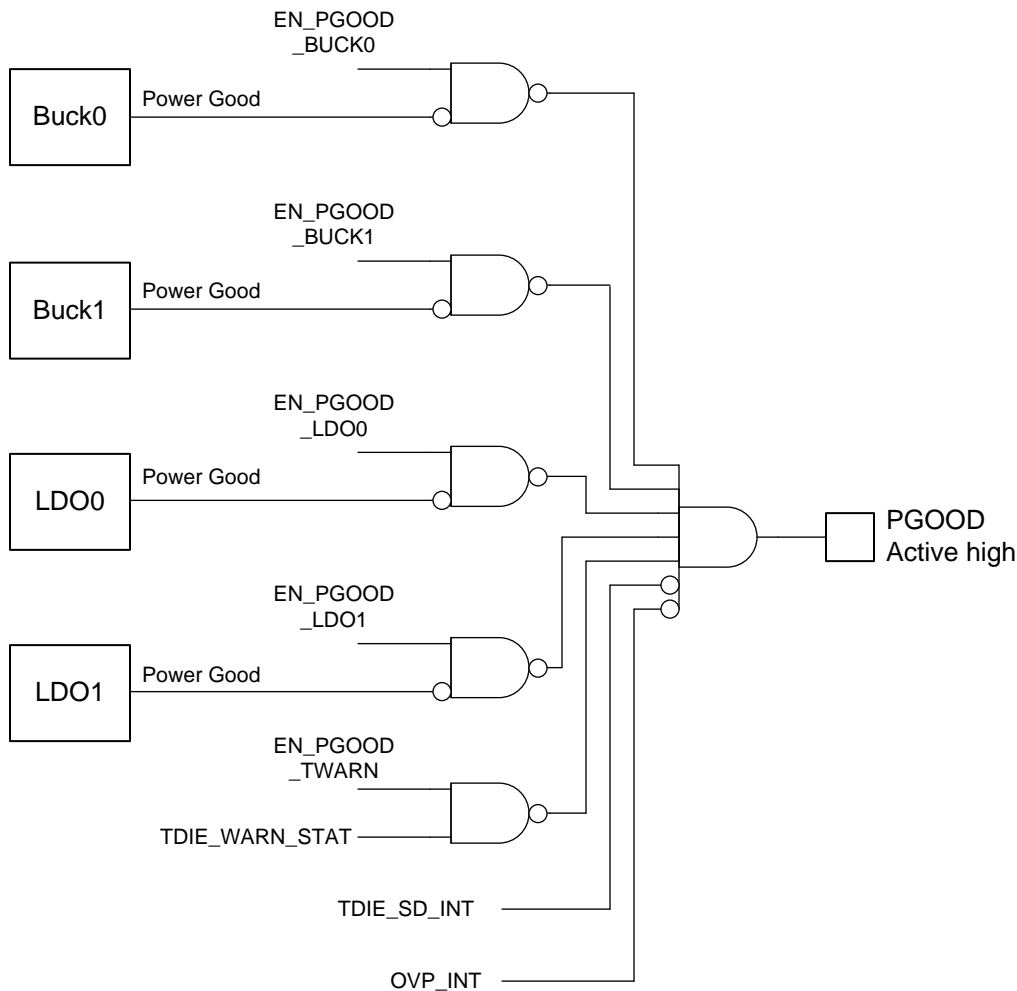 EN_PGOOD
_BUCK0
Buck0
Power Good
EN_PGOOD
_BUCK1
Buck1
Power Good
EN_PGOOD
_LDO0
LDO0
Power Good
PGOOD
Active high
EN_PGOOD
_LDO1
LDO1
Power Good
EN_PGOOD
_TWARN
TDIE_WARN_STAT
TDIE_SD_INT
OVP_INT